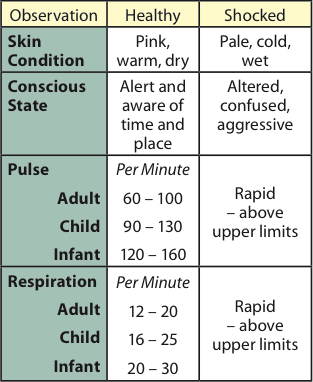 Observation Healthy Shocked
Skin Condition Pink, warm, dry Pale, cold, wet
Conscious State Alert and aware of time and place Altered, confused, aggressive
Pulse Per Minute Rapid – above upper limits
Adult 60 – 100
Child 90 – 130
Infant 120 – 160
Respiration Per Minute Rapid – above upper limits
Adult 12 – 20
Child 16 – 25
Infant 20 – 30